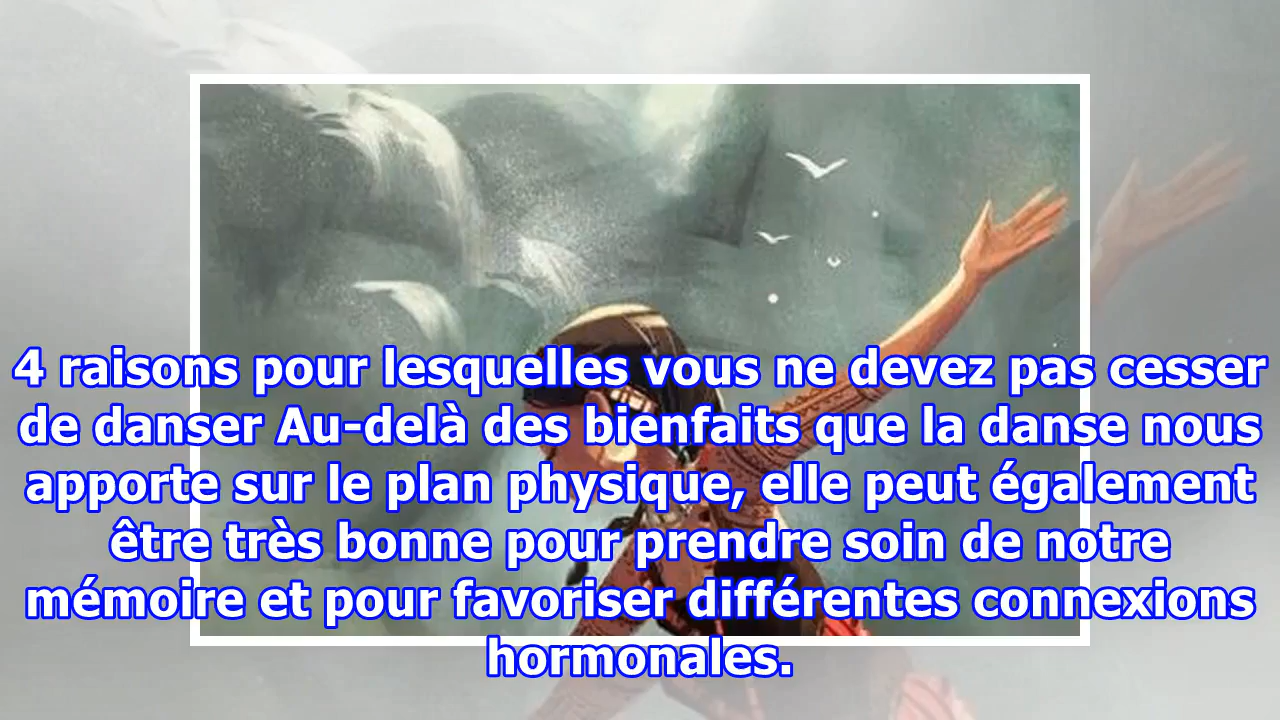 4 raisons pour lesquelles vous ne devez pas cesser
de danser Au-delà des bienfaits que la danse nous
apporte sur le plan physique, elle peut également
être très bonne pour prendre soin de notre
mémoire et pour favoriser différentes connexions
hormonales.